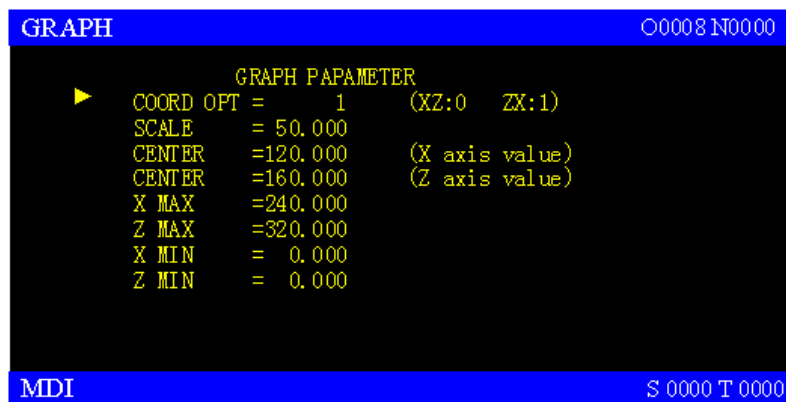 GRAPH O0008 N0000
GRAPH PAPAMETER
COORD OPT = 1 (XZ:0 ZX:1)
SCALE = 50.000
CENTER =120.000 (X axis value)
CENTER =160.000 (Z axis value)
X MAX =240.000
Z MAX =320.000
X MIN = 0.000
Z MIN = 0.000
MDI S 0000 T 0000